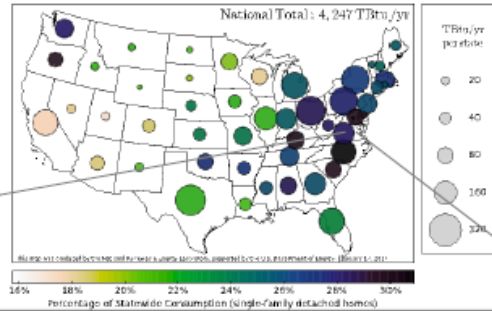 National Total: 4,247 TBtu/yr
TBtu/yr
per state
20
40
80
160
320
16% 18% 20% 22% 24% 26% 28% 30%
Percentage of Statewide Consumption (single-family detached homes)